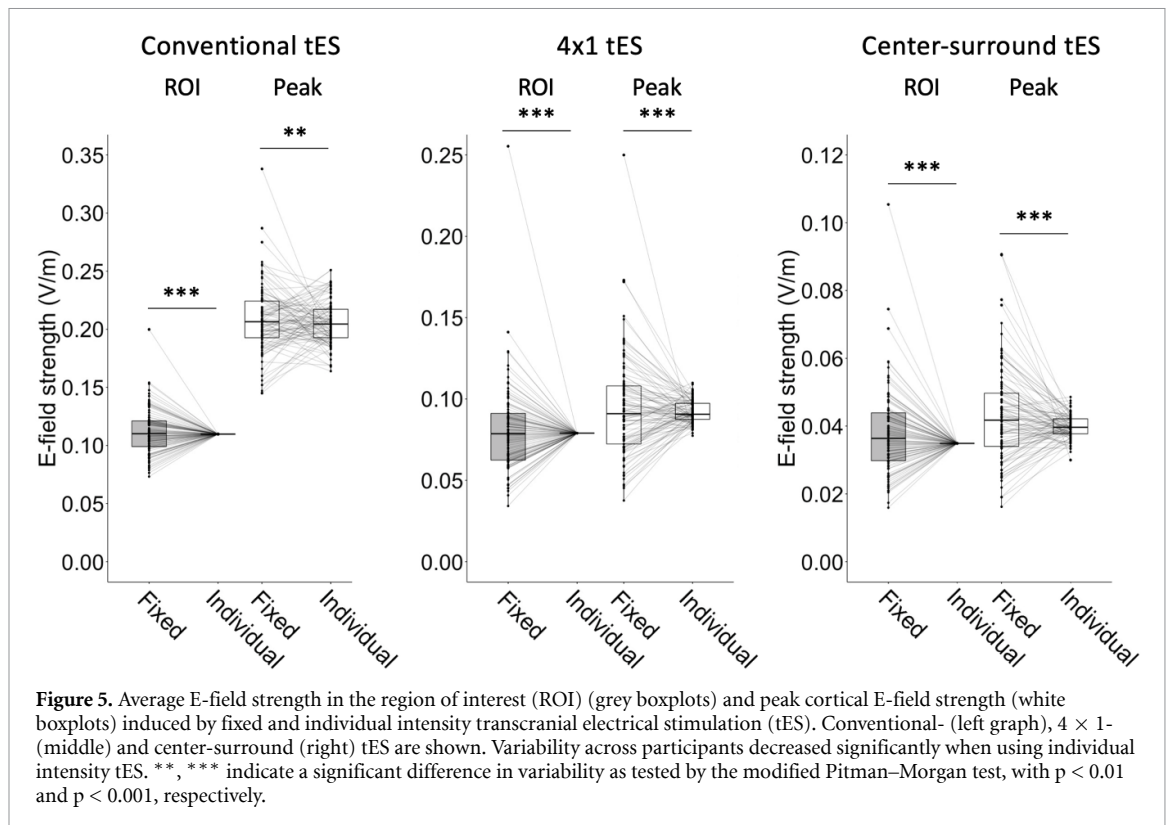 Conventional tES
ROI Peak
E-field strength (V/m)
0.35
0.30
0.25
0.20
0.15
0.10
0.05
0.00
***
**
Fixed
Individual
Fixed
Individual
4x1 tES
ROI Peak
*** ***
0.25
0.20
0.15
0.10
0.05
0.00
Fixed
Individual
Fixed
Individual
Center-surround tES
ROI Peak
E-field strength (V/m)
0.12
0.10
0.08
0.06
0.04
0.02
0.00
***
***
Fixed
Individual
Fixed
Individual
Figure 5. Average E-field strength in the region of interest (ROI) (grey boxplots) and peak cortical E-field strength (white
boxplots) induced by fixed and individual intensity transcranial electrical stimulation (tES). Conventional- (left graph), 4 × 1-
(middle) and center-surround (right) tES are shown. Variability across participants decreased significantly when using individual
intensity tES. **, *** indicate a significant difference in variability as tested by the modified Pitman–Morgan test, with p < 0.01
and p < 0.001, respectively.